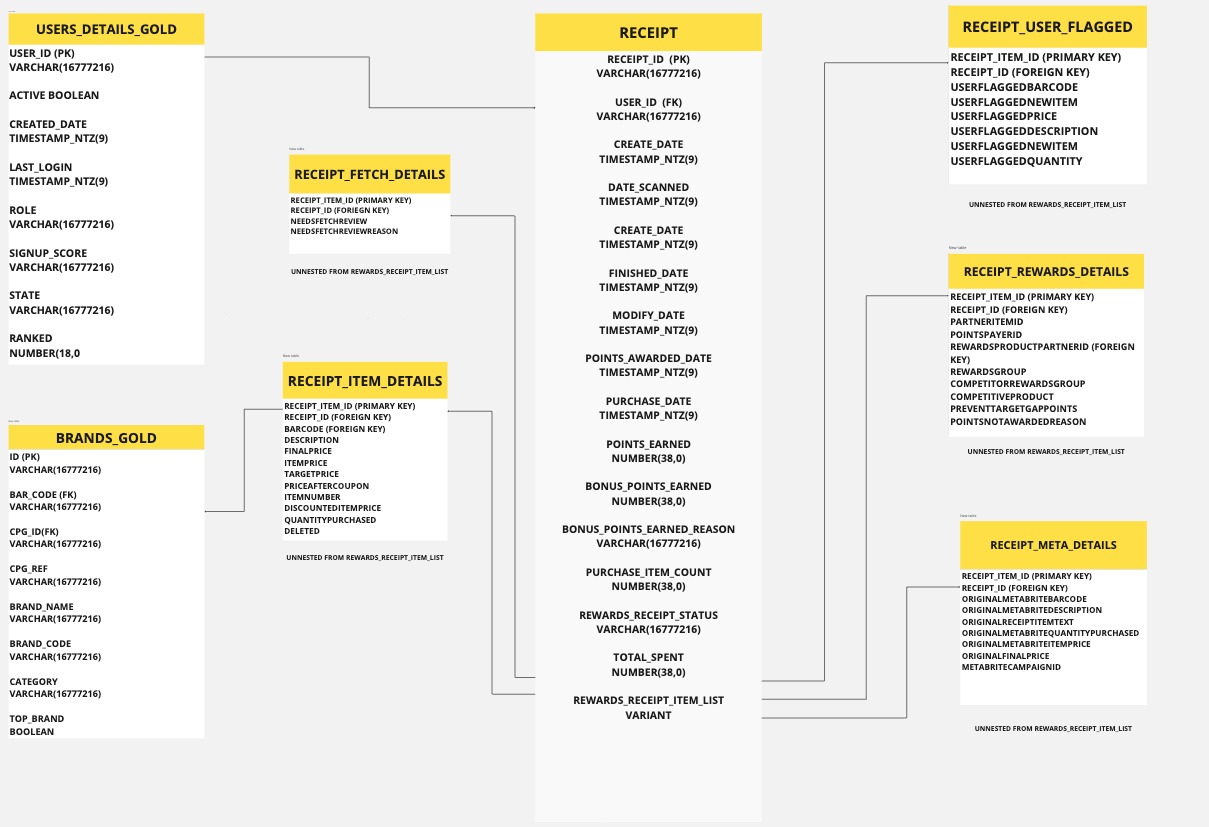 USERS_DETAILS_GOLD
USER_ID (PK)
VARCHAR(16777216)
ACTIVE BOOLEAN
CREATED_DATE
TIMESTAMP_NTZ(9)
LAST_LOGIN
TIMESTAMP_NTZ(9)
ROLE
VARCHAR(16777216)
SIGNUP_SCORE
VARCHAR(16777216)
STATE
VARCHAR(16777216)
RANKED
NUMBER(18,0
BRANDS_GOLD
ID (PK)
VARCHAR(16777216)
BAR_CODE (FK)
VARCHAR(16777216)
CPG_ID(FK)
VARCHAR(16777216)
CPG_REF
VARCHAR(16777216)
BRAND_NAME
VARCHAR(16777216)
BRAND_CODE
VARCHAR(16777216)
CATEGORY
VARCHAR(16777216)
TOP_BRAND
BOOLEAN
New table
RECEIPT_FETCH_DETAILS
RECEIPT_ITEM_ID (PRIMARY KEY)
RECEIPT_ID (FORIEGN KEY)
NEEDSFETCHREVIEW
NEEDSFETCHREVIEWREASON
UNNESTED FROM REWARDS_RECEIPT_ITEM_LIST
New table
RECEIPT_ITEM_DETAILS
RECEIPT_ITEM_ID (PRIMARY KEY)
RECEIPT_ID (FOREIGN KEY)
BARCODE (FOREIGN KEY)
DESCRIPTION
FINALPRICE
ITEMPRICE
TARGETPRICE
PRICEAFTERCOUPON
ITEMNUMBER
DISCOUNTEDITEMPRICE
QUANTITYPURCHASED
DELETED
UNNESTED FROM REWARDS_RECEIPT_ITEM_LIST
RECEIPT
RECEIPT_ID (PK)
VARCHAR(16777216)
USER_ID (FK)
VARCHAR(16777216)
CREATE_DATE
TIMESTAMP_NTZ(9)
DATE_SCANNED
TIMESTAMP_NTZ(9)
CREATE_DATE
TIMESTAMP_NTZ(9)
FINISHED_DATE
TIMESTAMP_NTZ(9)
MODIFY_DATE
TIMESTAMP_NTZ(9)
POINTS_AWARDED_DATE
TIMESTAMP_NTZ(9)
PURCHASE_DATE
TIMESTAMP_NTZ(9)
POINTS_EARNED
NUMBER(38,0)
BONUS_POINTS_EARNED
NUMBER(38,0)
BONUS_POINTS_EARNED_REASON
VARCHAR(16777216)
PURCHASE_ITEM_COUNT
NUMBER(38,0)
REWARDS_RECEIPT_STATUS
VARCHAR(16777216)
TOTAL_SPENT
NUMBER(38,0)
REWARDS_RECEIPT_ITEM_LIST
VARIANT
RECEIPT_USER_FLAGGED
RECEIPT_ITEM_ID (PRIMARY KEY)
RECEIPT_ID (FOREIGN KEY)
USERFLAGGEDBARCODE
USERFLAGGEDNEWITEM
USERFLAGGEDPRICE
USERFLAGGEDDESCRIPTION
USERFLAGGEDNEWITEM
USERFLAGGEDQUANTITY
UNNESTED FROM REWARDS_RECEIPT_ITEM_LIST
New table
RECEIPT_REWARDS_DETAILS
RECEIPT_ITEM_ID (PRIMARY KEY)
RECEIPT_ID (FOREIGN KEY)
PARTNERITEMID
POINTSPAYERID
REWARDSPRODUCTPARTNERID (FOREIGN
KEY)
REWARDSGROUP
COMPETITORREWARDSGROUP
COMPETITIVEPRODUCT
PREVENTTARGETGAPPOINTS
POINTSNOTAWARDEDREASON
UNNESTED FROM REWARDS_RECEIPT_ITEM_LIST
New table
RECEIPT_META_DETAILS
RECEIPT_ITEM_ID (PRIMARY KEY)
RECEIPT_ID (FOREIGN KEY)
ORIGINALMETABRITEBARCODE
ORIGINALMETABRITEDESCRIPTION
ORIGINALRECEIPTITEMTEXT
ORIGINALMETABRITEQUANTITYPURCHASED
ORIGINALMETABRITEITEMPRICE
ORIGINALFINALPRICE
METABRITECAMPAIGNID
UNNESTED FROM REWARDS_RECEIPT_ITEM_LIST